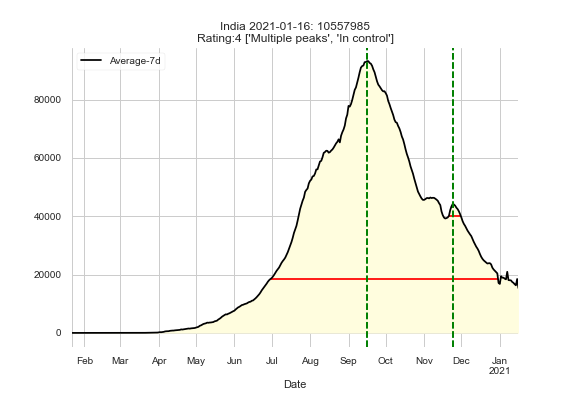 India 2021-01-16: 10557985
Rating:4 ['Multiple peaks', 'In control']
Average-7d
80000
60000
40000
20000
0
Feb Mar Apr May Jun Jul Aug Sep Oct Nov Dec Jan
2021
Date